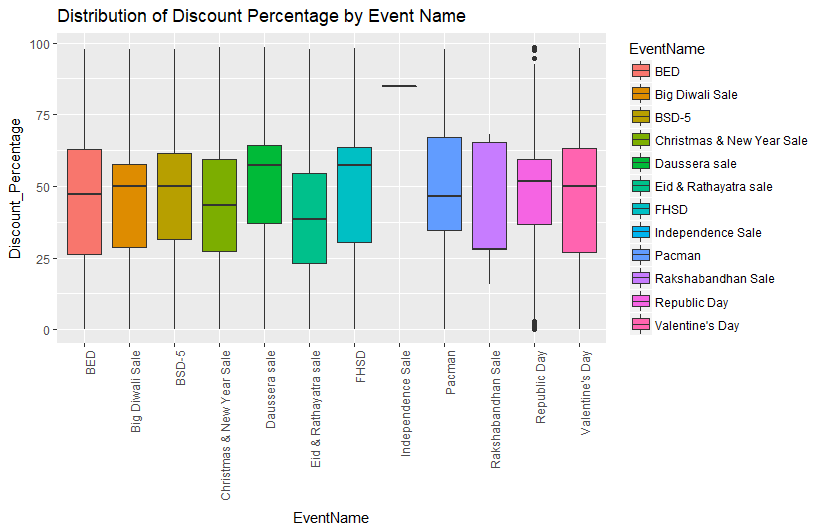 Distribution of Discount Percentage by Event Name
Discount_Percentage
100
75
50
25
0
BED
Big Diwali Sale
BSD-5
Christmas & New Year Sale
Daussera sale
Eid & Rathayatra sale
FHSD
Independence Sale
Pacman
Rakshabandhan Sale
Republic Day
Valentine's Day
EventName
EventName
BED
Big Diwali Sale
BSD-5
Christmas & New Year Sale
Daussera sale
Eid & Rathayatra sale
FHSD
Independence Sale
Pacman
Rakshabandhan Sale
Republic Day
Valentine's Day